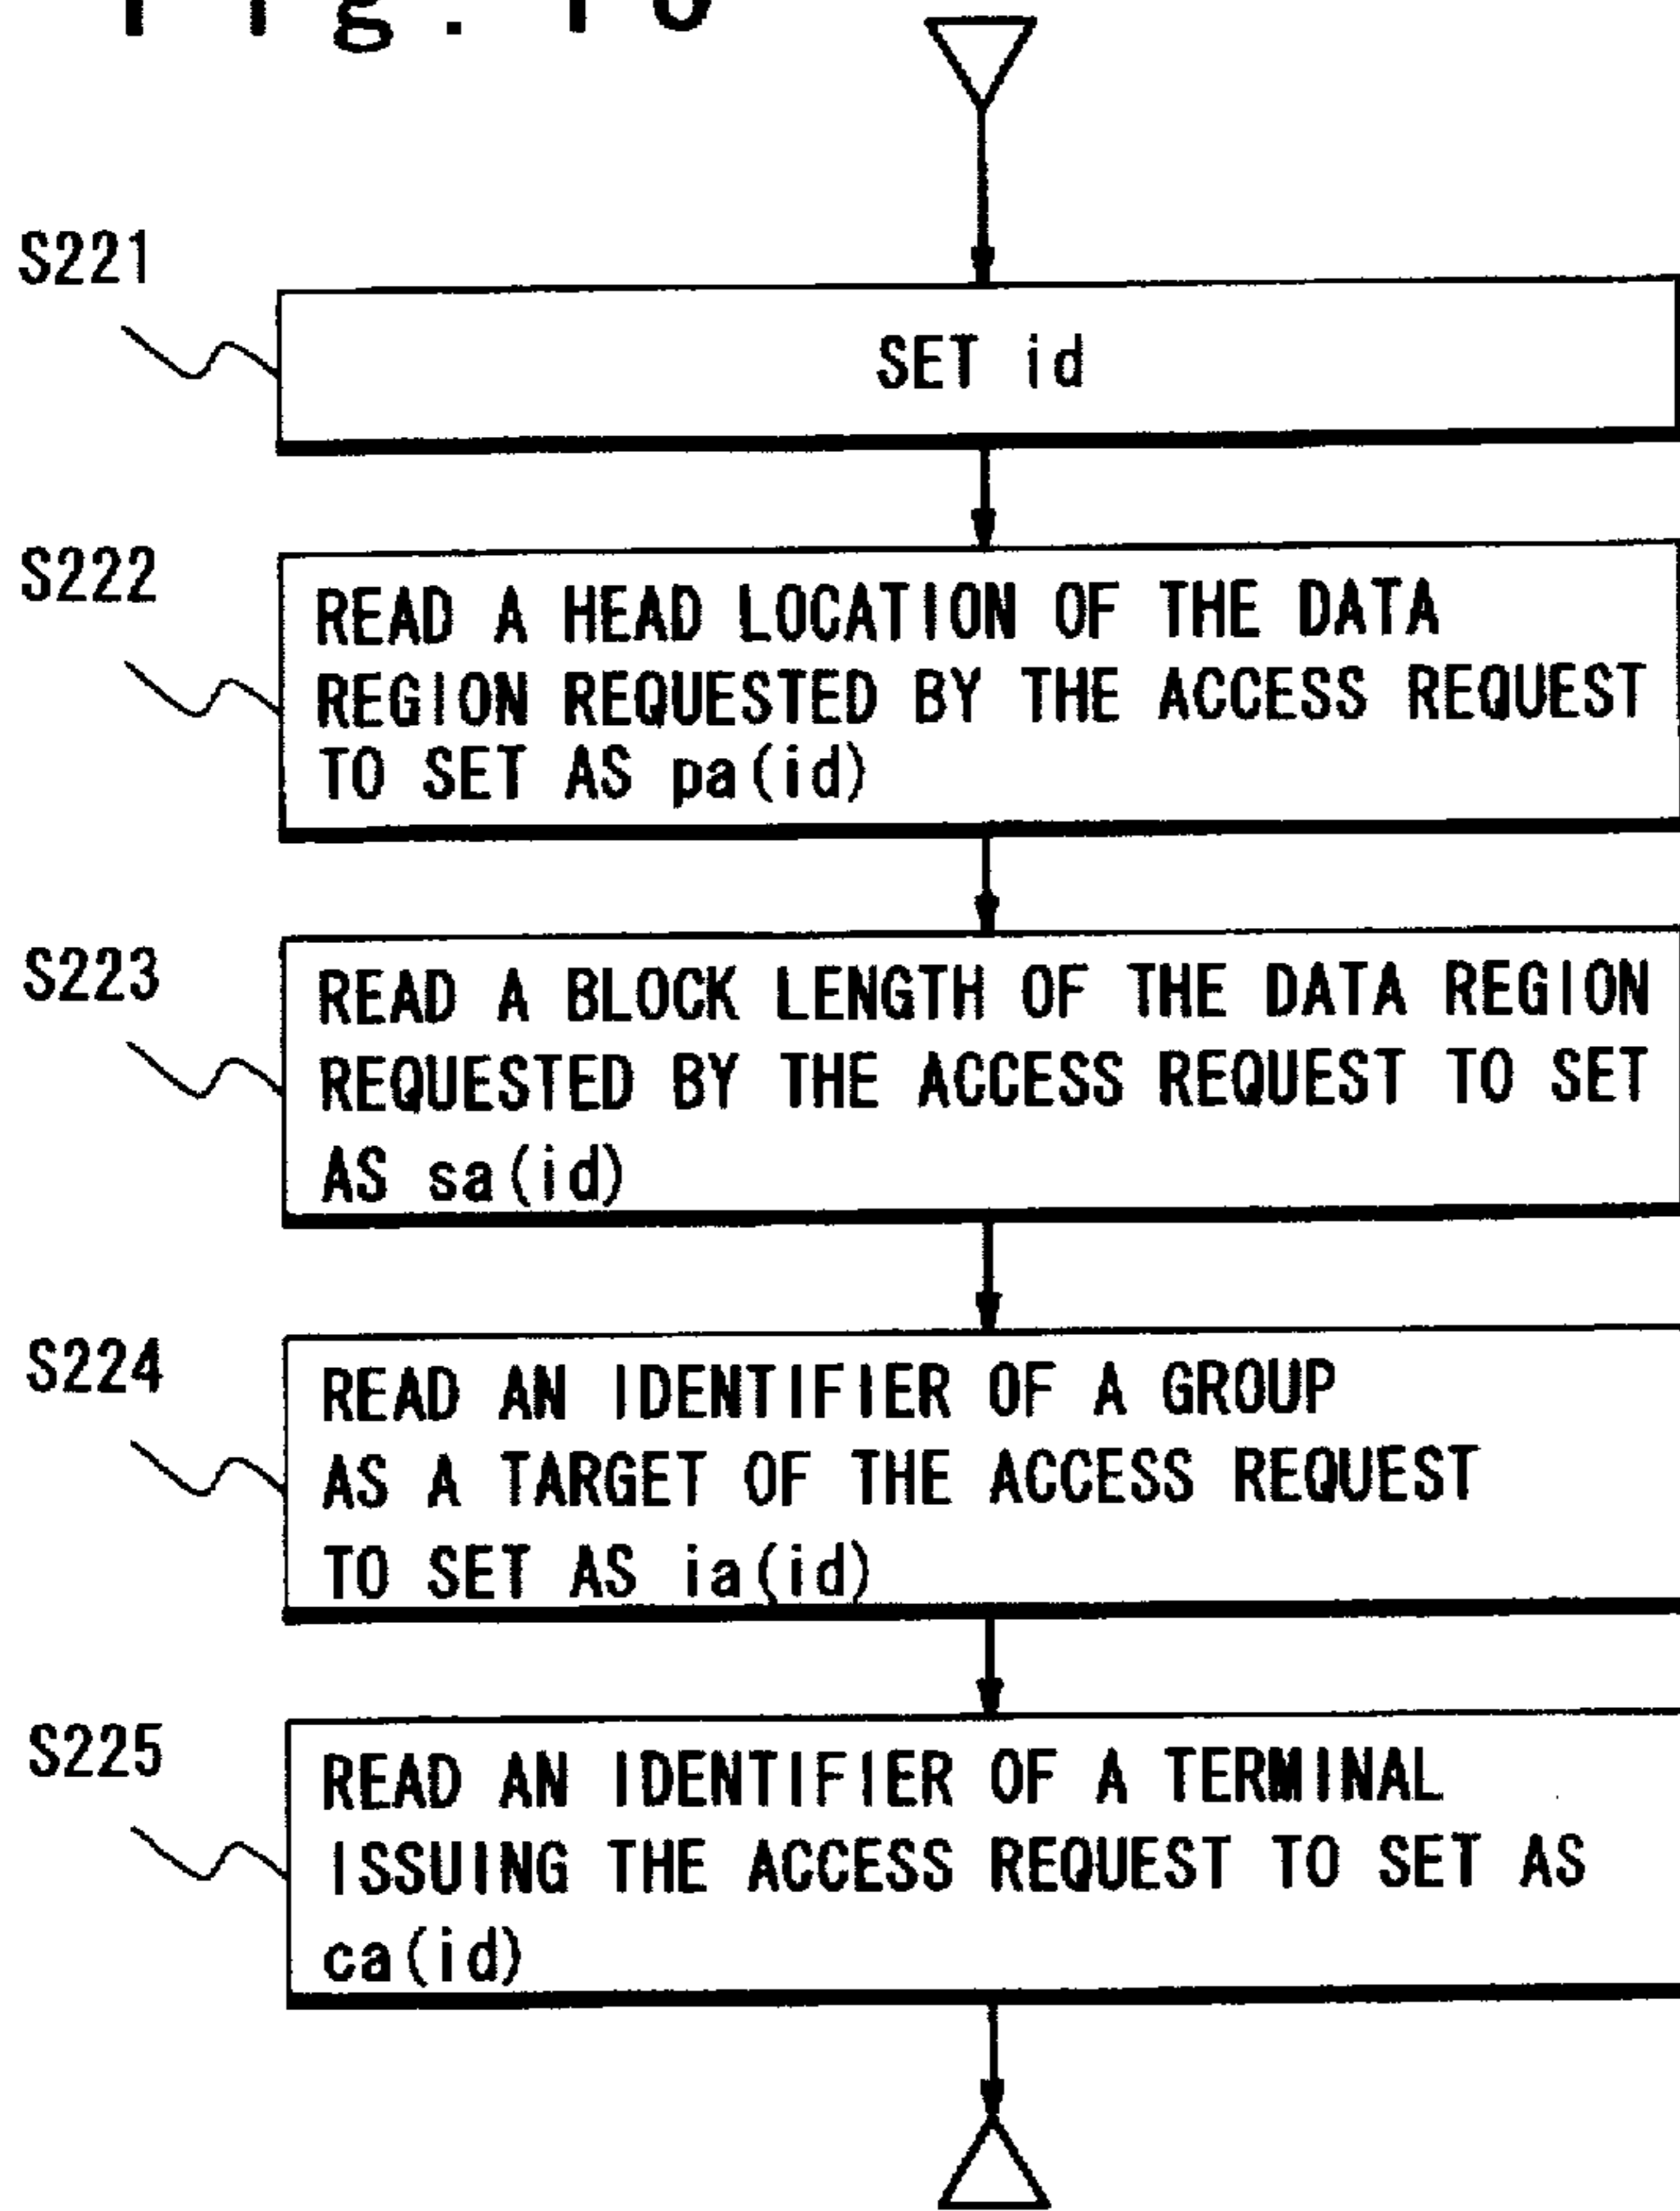 S221
SET id
S222
READ A HEAD LOCATION OF THE DATA
REGION REQUESTED BY THE ACCESS REQUEST
TO SET AS pa(id)
S223
READ A BLOCK LENGTH OF THE DATA REGION
REQUESTED BY THE ACCESS REQUEST TO SET
AS sa(id)
S224
READ AN IDENTIFIER OF A GROUP
AS A TARGET OF THE ACCESS REQUEST
TO SET AS ia(id)
S225
READ AN IDENTIFIER OF A TERMINAL
ISSUING THE ACCESS REQUEST TO SET AS
ca(id)